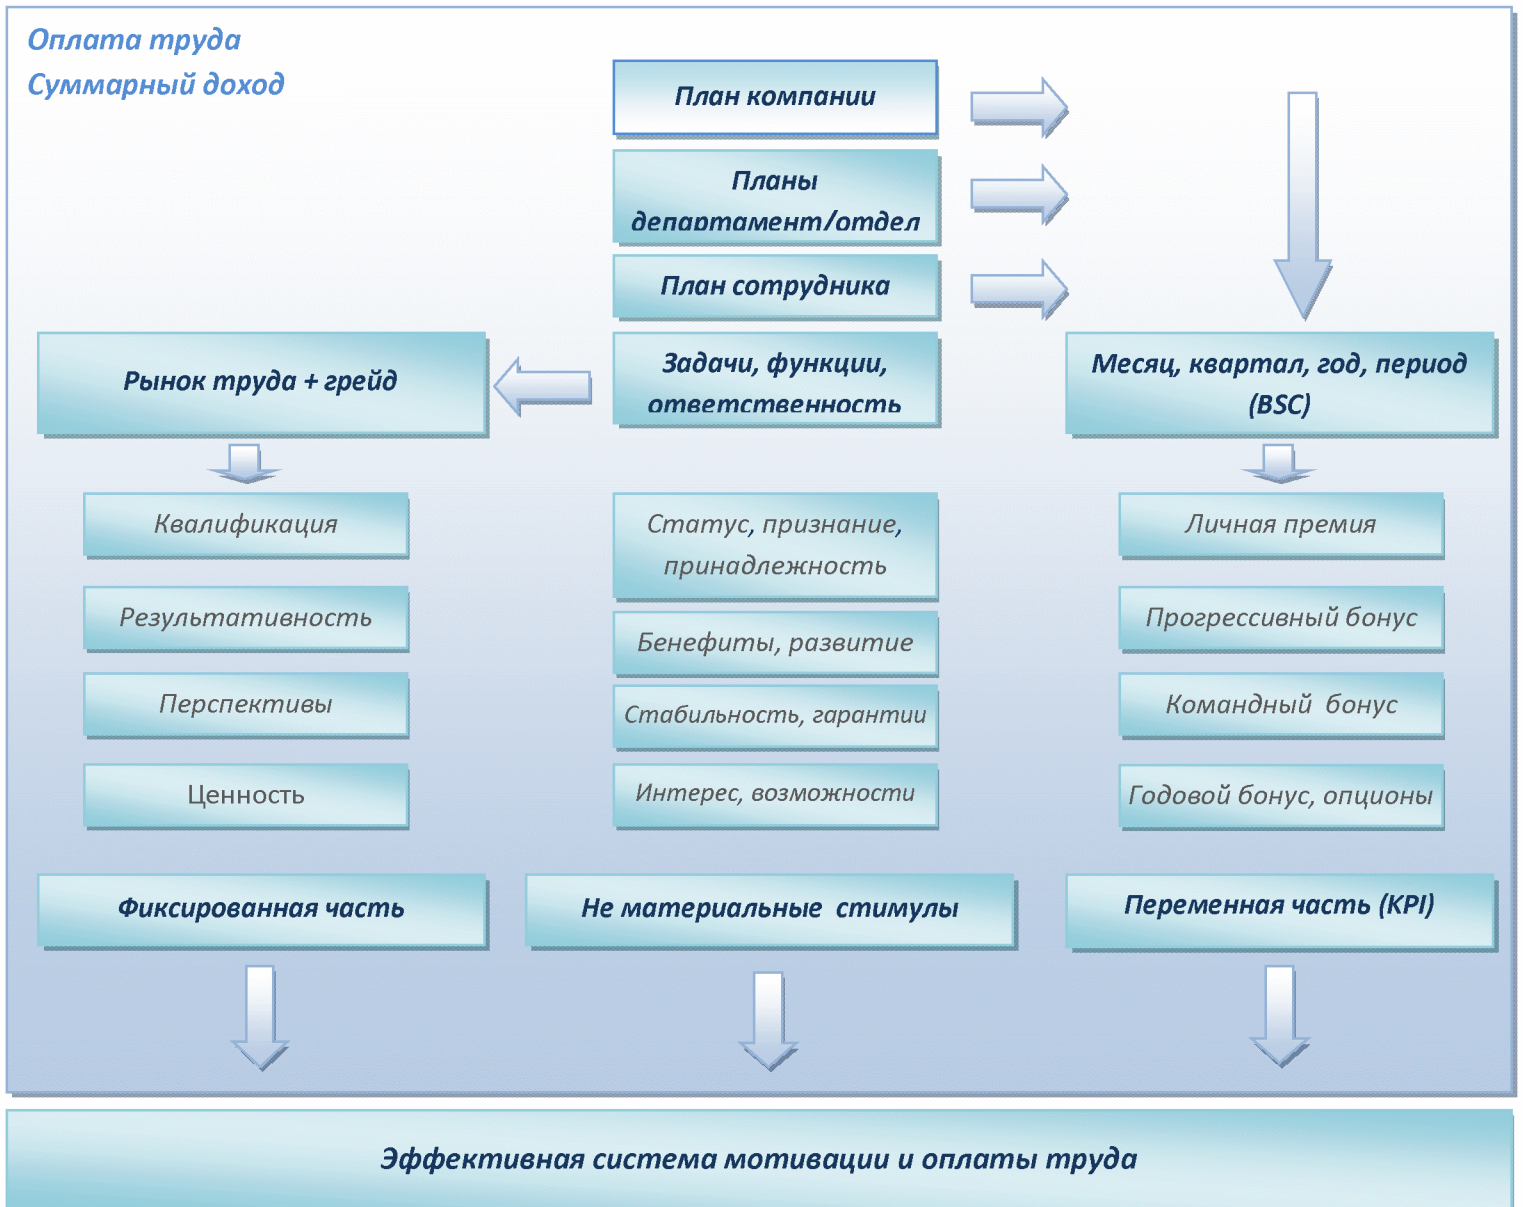 Оплата труда
Суммарный доход
План компании
Планы
департамент/отдел
План сотрудника
Рынок труда + грейд
Задачи, функции,
ответственность
Месяц, квартал, год, период
(BSC)
Квалификация
Результативность
Перспективы
Ценность
Статус, признание,
принадлежность
Бенефиты, развитие
Стабильность, гарантии
Интерес, возможности
Личная премия
Прогрессивный бонус
Командный бонус
Годовой бонус, опционы
Фиксированная часть
Не материальные стимулы
Переменная часть (KPI)
Эффективная система мотивации и оплаты труда